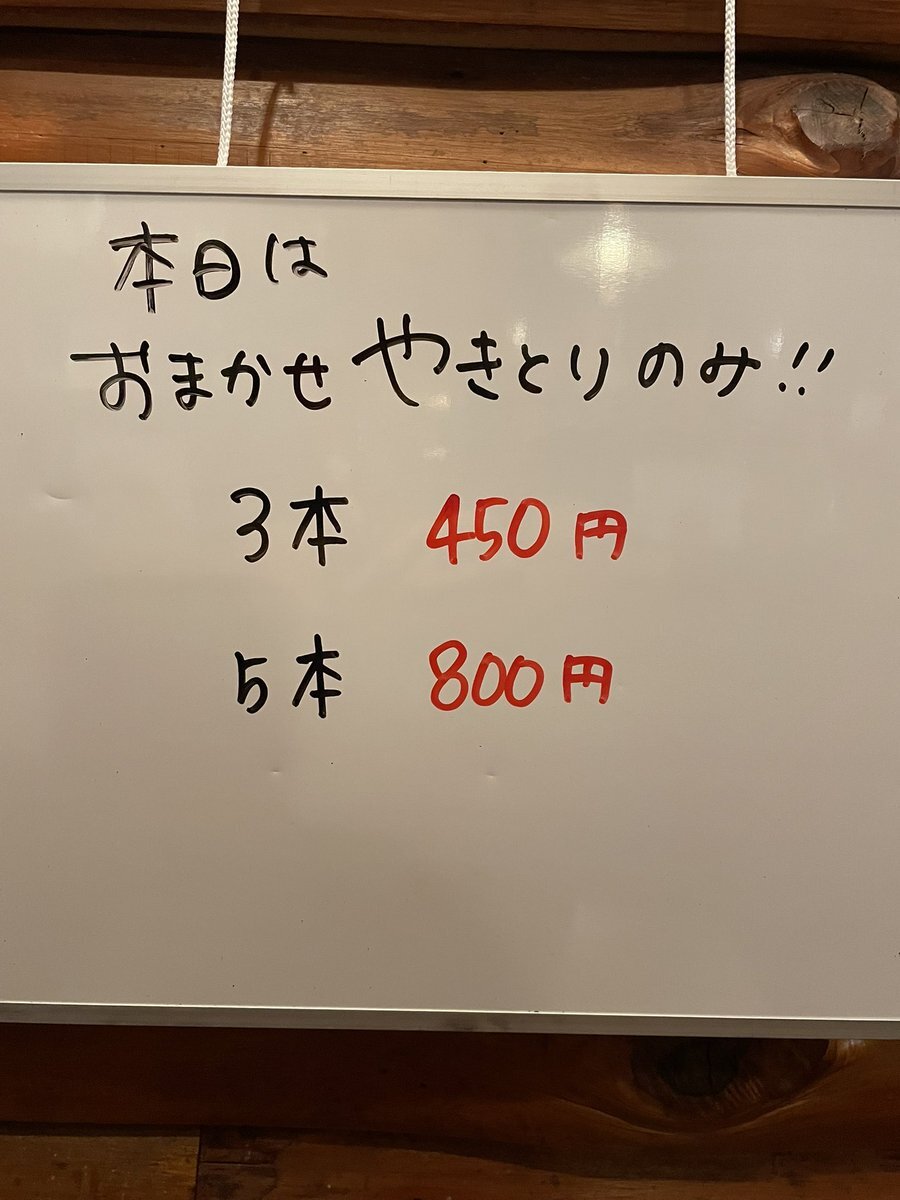 本日は
おまかせやきとりのみ!!
3本 450円
5本 800円